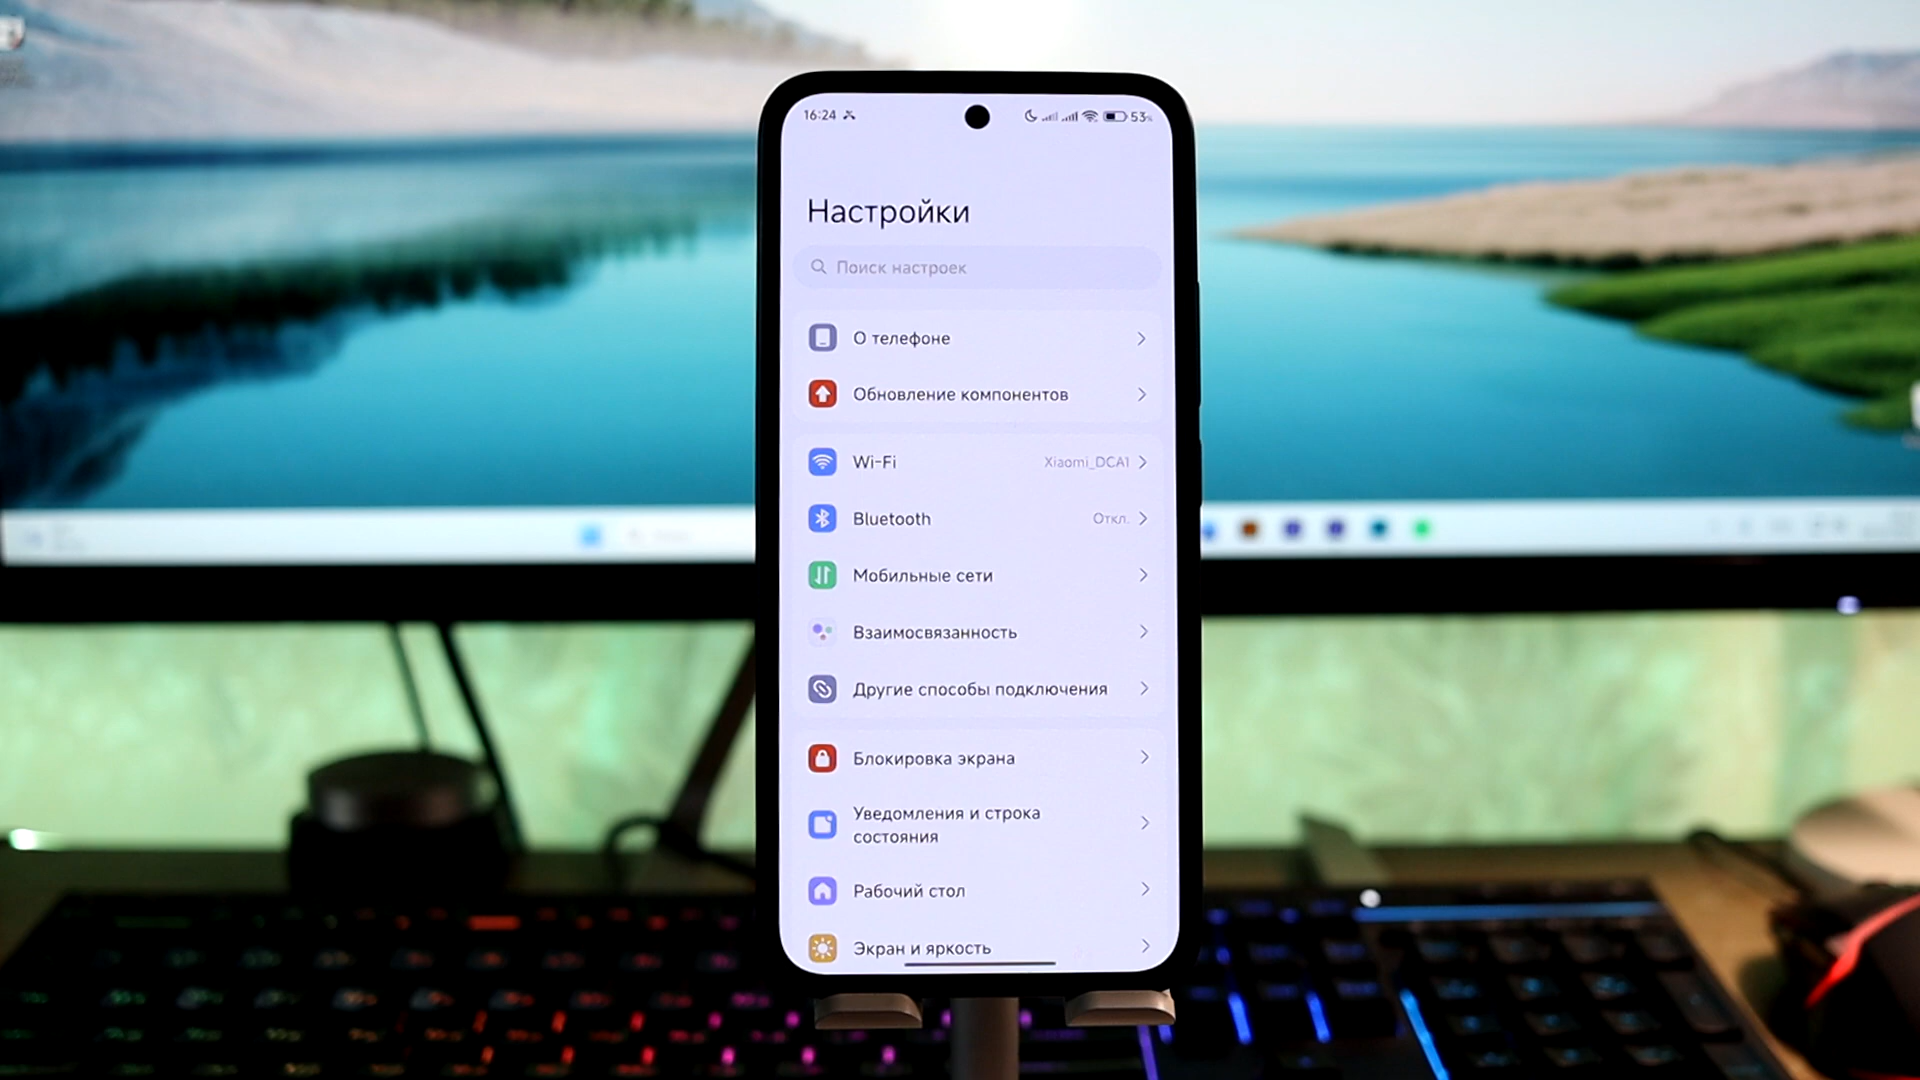 16:24
53%
Настройки
Поиск настроек
О телефоне
Обновление компонентов
Wi-Fi
Xiaomi_DCA1
Bluetooth
Откл.
Мобильные сети
Взаимосвязанность
Другие способы подключения
Блокировка экрана
Уведомления и строка
состояния
Рабочий стол
Экран и яркость